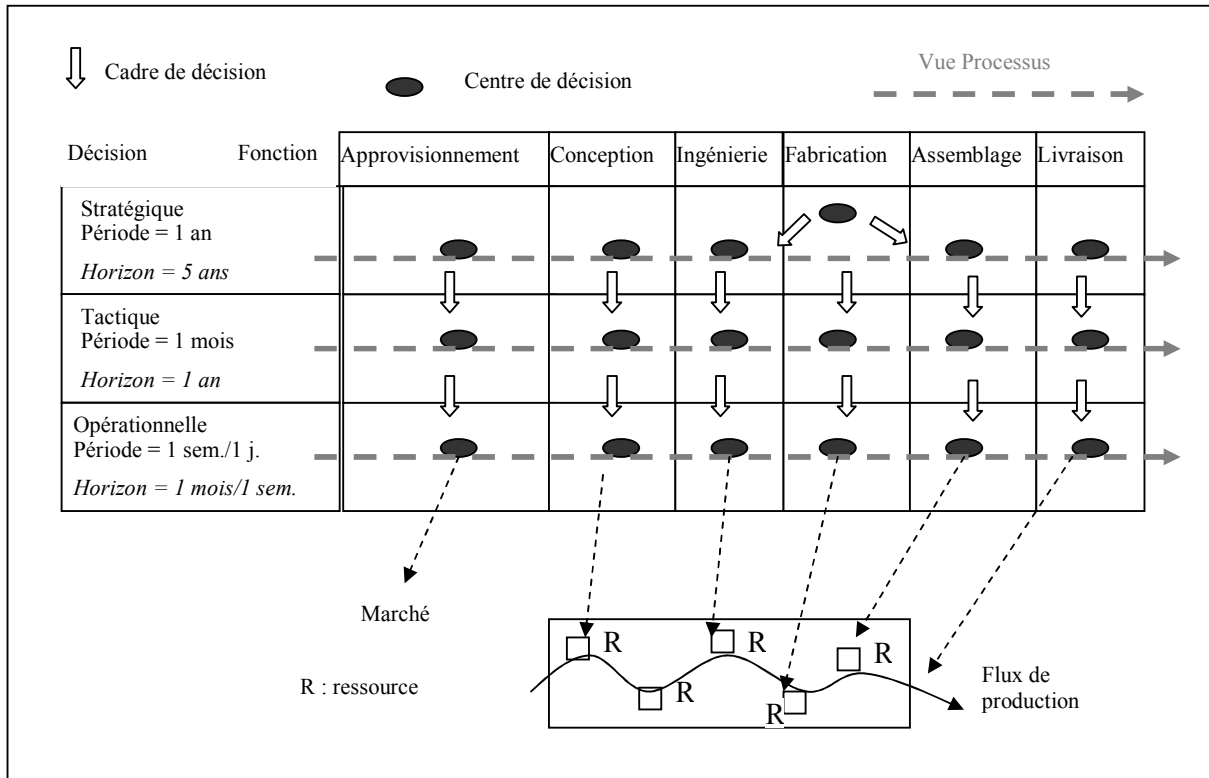 Cadre de décision
Centre de décision
Vue Processus
Décision Fonction Approvisionnement Conception Ingénierie Fabrication Assemblage Livraison
Stratégique
Période = 1 an
Horizon = 5 ans
Tactique
Période = 1 mois
Horizon = 1 an
Opérationnelle
Période = 1 sem./1 j.
Horizon = 1 mois/1 sem.
Marché
R : ressource
R
R
R
R
R
Flux de
production